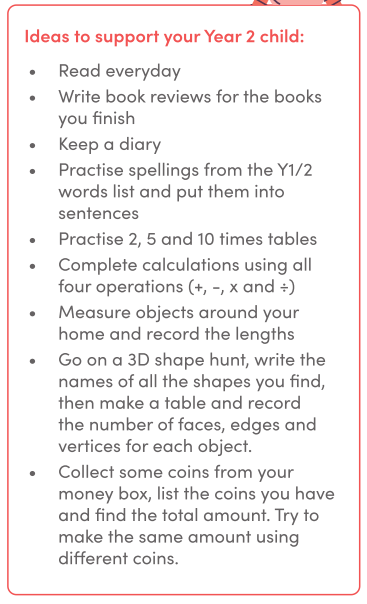 Ideas to support your Year 2 child:
• Read everyday
• Write book reviews for the books
you finish
• Keep a diary
• Practise spellings from the Y1/2
words list and put them into
sentences
• Practise 2, 5 and 10 times tables
• Complete calculations using all
four operations (+, -, x and ÷)
• Measure objects around your
home and record the lengths
• Go on a 3D shape hunt, write the
names of all the shapes you find,
then make a table and record
the number of faces, edges and
vertices for each object.
• Collect some coins from your
money box, list the coins you have
and find the total amount. Try to
make the same amount using
different coins.